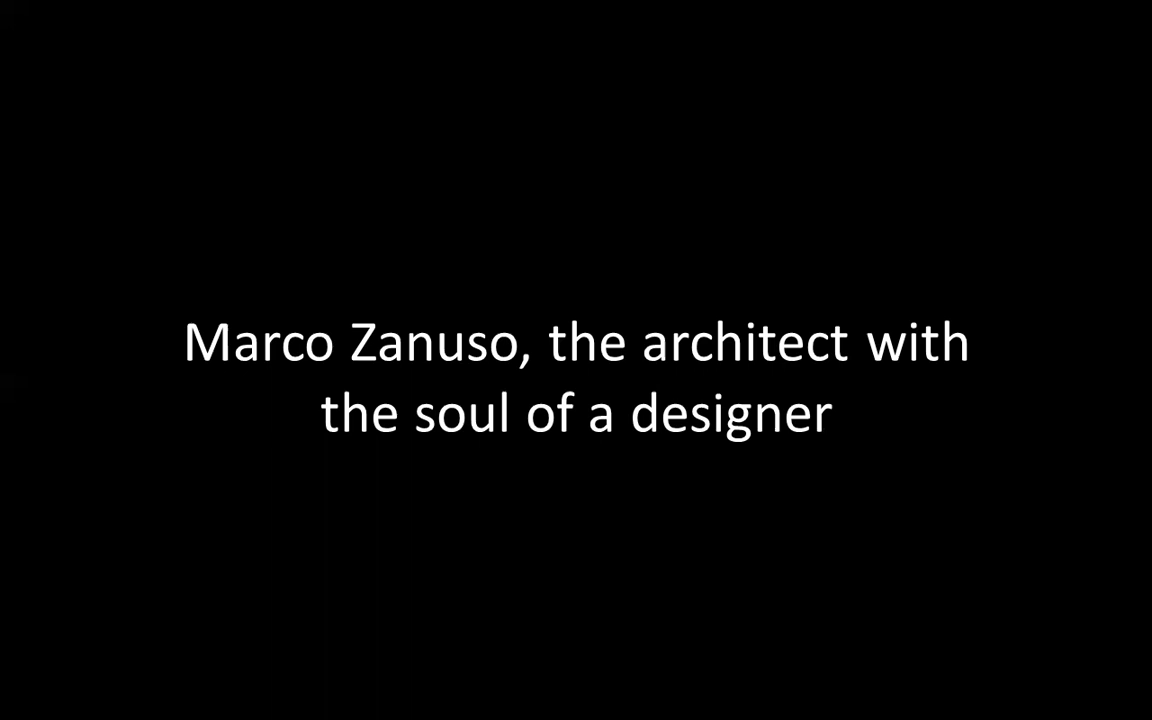 Marco Zanuso, the architect with
the soul of a designer